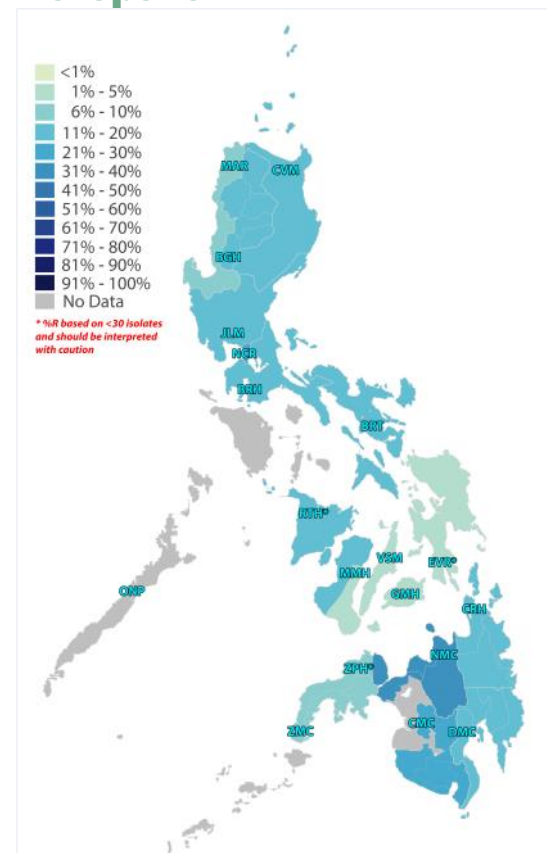 <1%
1% - 5%
6% - 10%
11% - 20%
21% - 30%
31% - 40%
41% - 50%
51% - 60%
61% - 70%
71% - 80%
81% - 90%
91% - 100%
No Data
* %R based on <30 isolates
and should be interpreted
with caution
MAR
CVM
BGH
JLM
NCR
BRH
BRT
RTH*
VSM
EVR*
MMH
ONP
GMH
CRH
NMC
ZPH*
CMC
DMC
ZMC